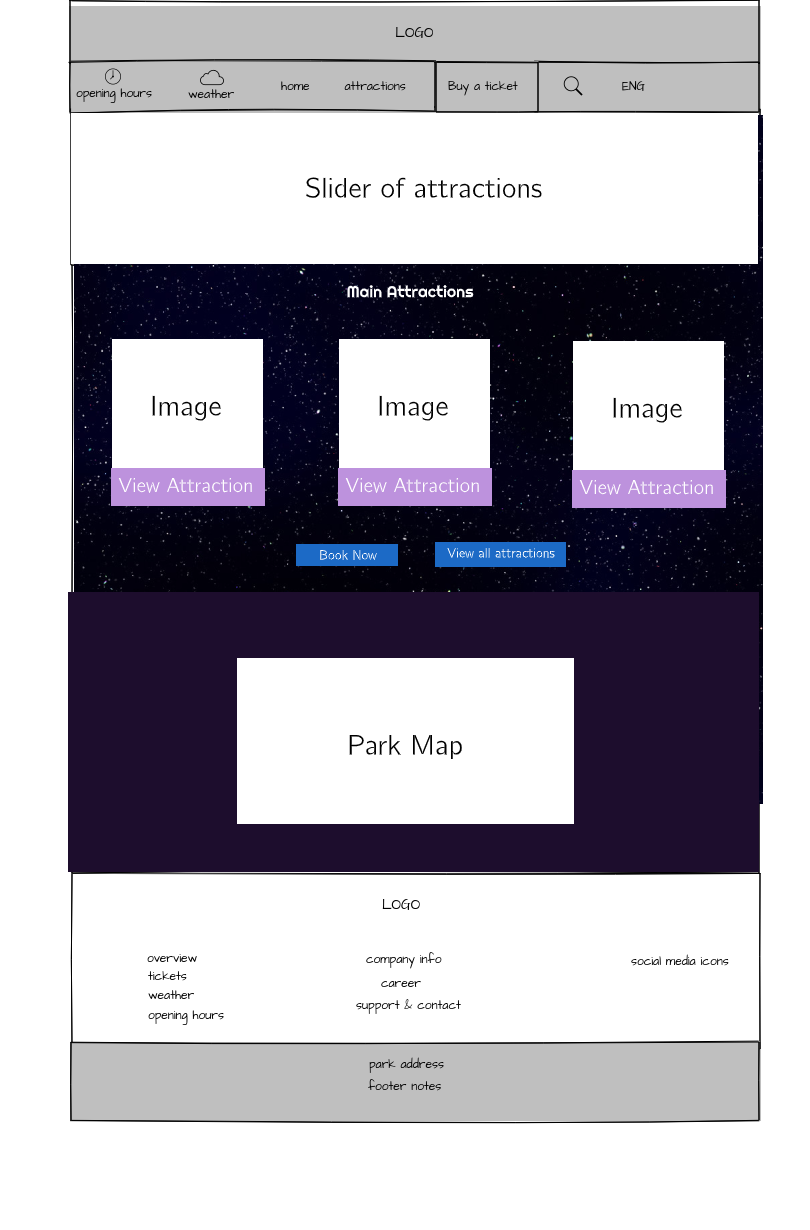 LOGO
opening hours
weather
home
attractions
Buy a ticket
ENG
Slider of attractions
Main Attractions
Image
Image
Image
View Attraction
View Attraction
View Attraction
Book Now
View all attractions
Park Map
LOGO
overview
tickets
weather
opening hours
company info
career
support & contact
social media icons
park address
footer notes